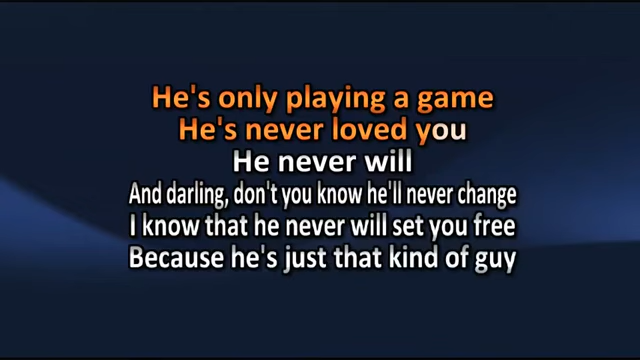 He's only playing a game
He's never loved you
He never will
And darling, don't you know he'll never change
I know that he never will set you free
Because he's just that kind of guy